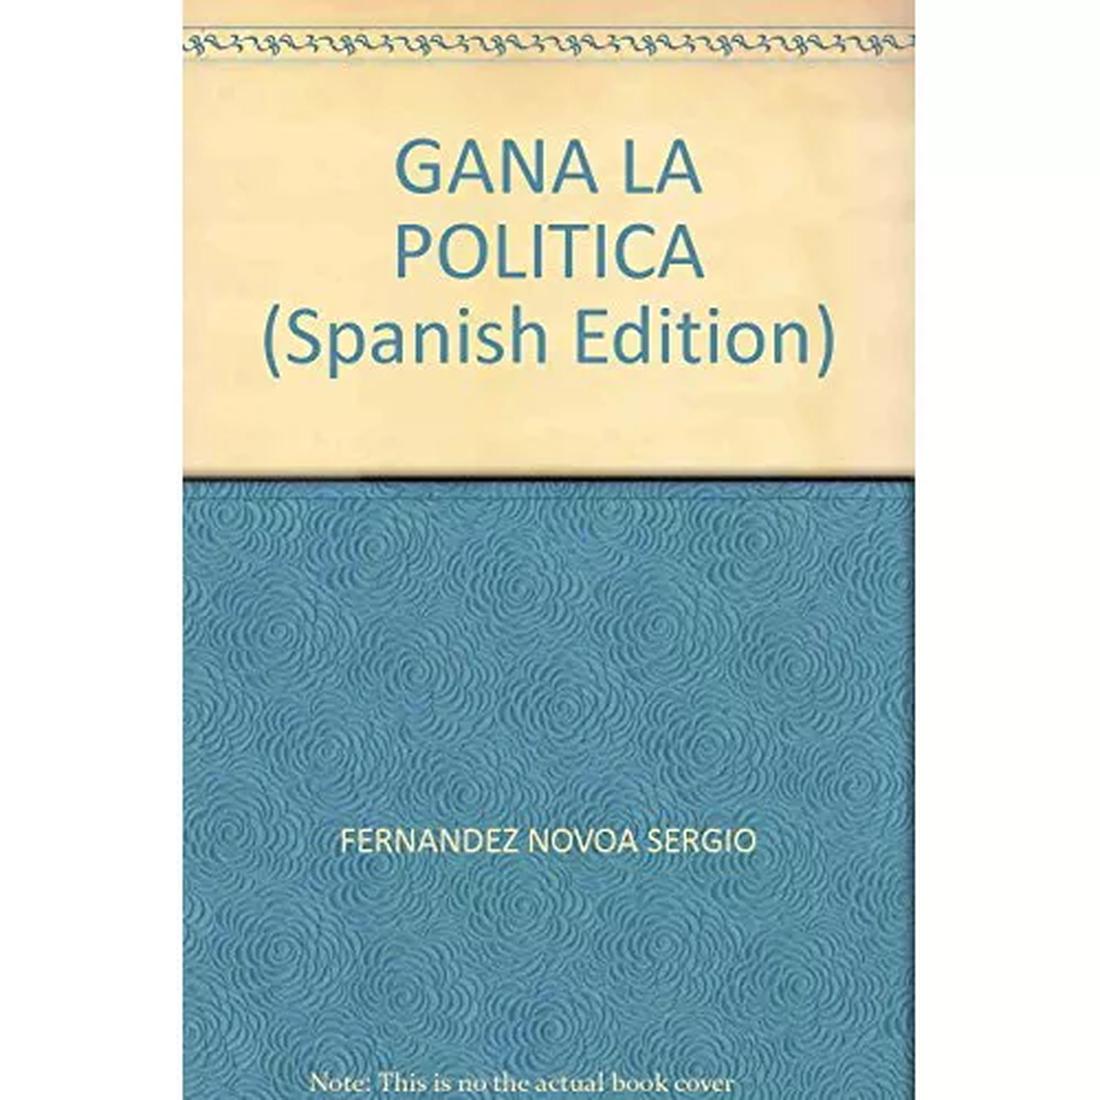 GANA LA
POLITICA
(Spanish Edition)
FERNANDEZ NOVOA SERGIO
Note: This is no the actual book cover